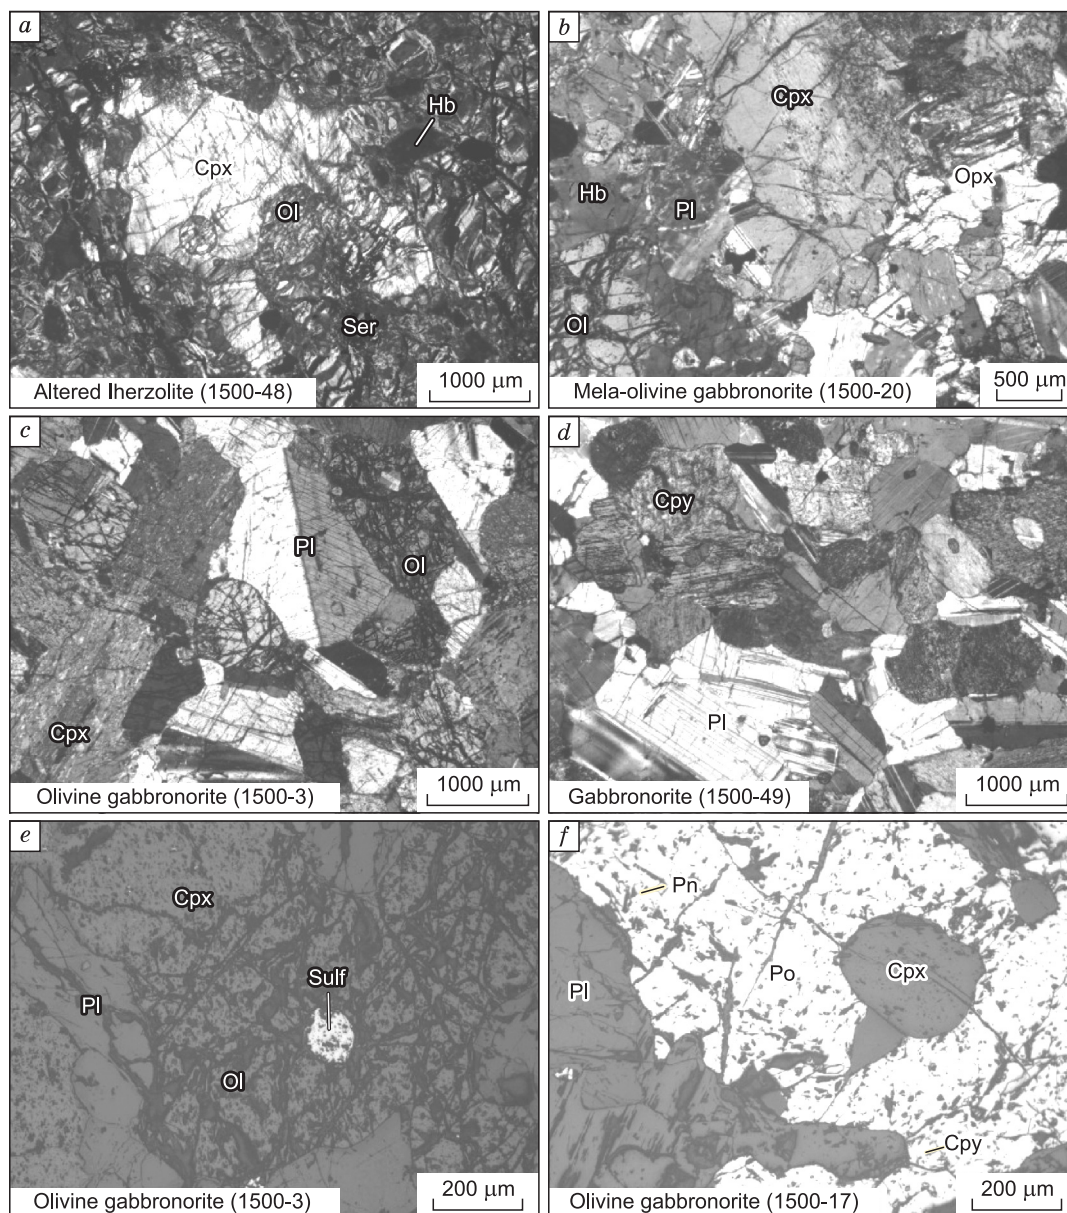 a
Hb
Cpx
Ol
Ser
Altered lherzolite (1500-48)
1000 μm
b
Cpx
Opx
Hb
Pl
Ol
Mela-olivine gabbronorite (1500-20)
500 μm
c
Pl
Ol
Cpx
Olivine gabbronorite (1500-3)
1000 μm
d
Cpy
Pl
Gabbronorite (1500-49)
1000 μm
e
Cpx
Sulf
Pl
Ol
Olivine gabbronorite (1500-3)
200 μm
f
Pn
Po
Cpx
Pl
Cpy
Olivine gabbronorite (1500-17)
200 μm